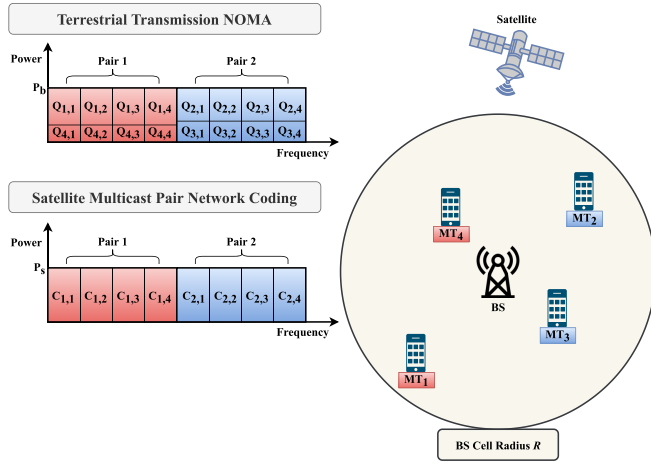 Terrestrial Transmission NOMA
Power
Pair 1 Pair 2
P_b
Q_1,1 Q_1,2 Q_1,3 Q_1,4 Q_2,1 Q_2,2 Q_2,3 Q_2,4
Q_4,1 Q_4,2 Q_4,3 Q_4,4 Q_3,1 Q_3,2 Q_3,3 Q_3,4
Frequency
Satellite Multicast Pair Network Coding
Power
Pair 1 Pair 2
P_s
C_1,1 C_1,2 C_1,3 C_1,4 C_2,1 C_2,2 C_2,3 C_2,4
Frequency
Satellite
MT_4
MT_2
BS
MT_3
MT_1
BS Cell Radius R